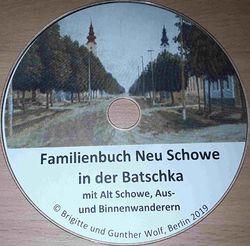 Familienbuch Neu Schowe
in der Batschka
mit Alt Schowe, Aus-
und Binnenwanderern
© Brigitte und Gunther Wolf, Berlin 2019